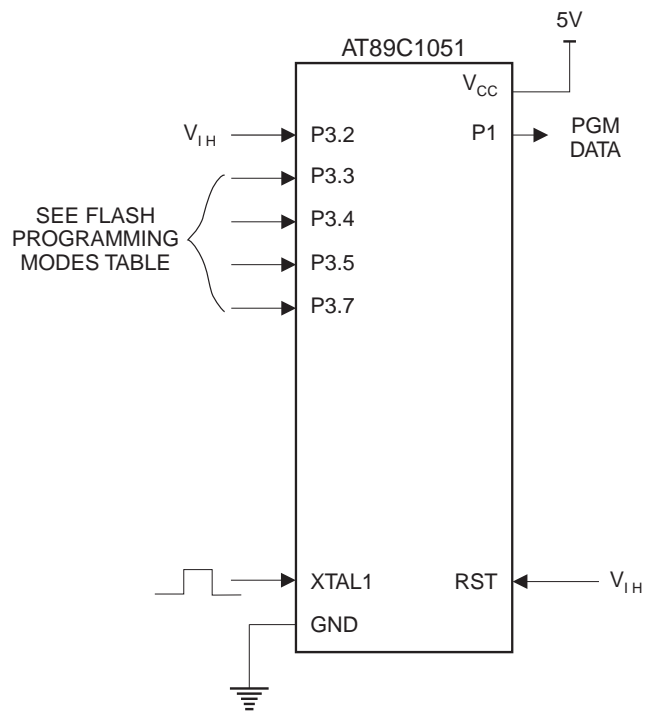 5V
AT89C1051
VCC
VIH
P3.2
P1
PGM
DATA
P3.3
SEE FLASH
PROGRAMMING
MODES TABLE
P3.4
P3.5
P3.7
XTAL1
RST
VIH
GND